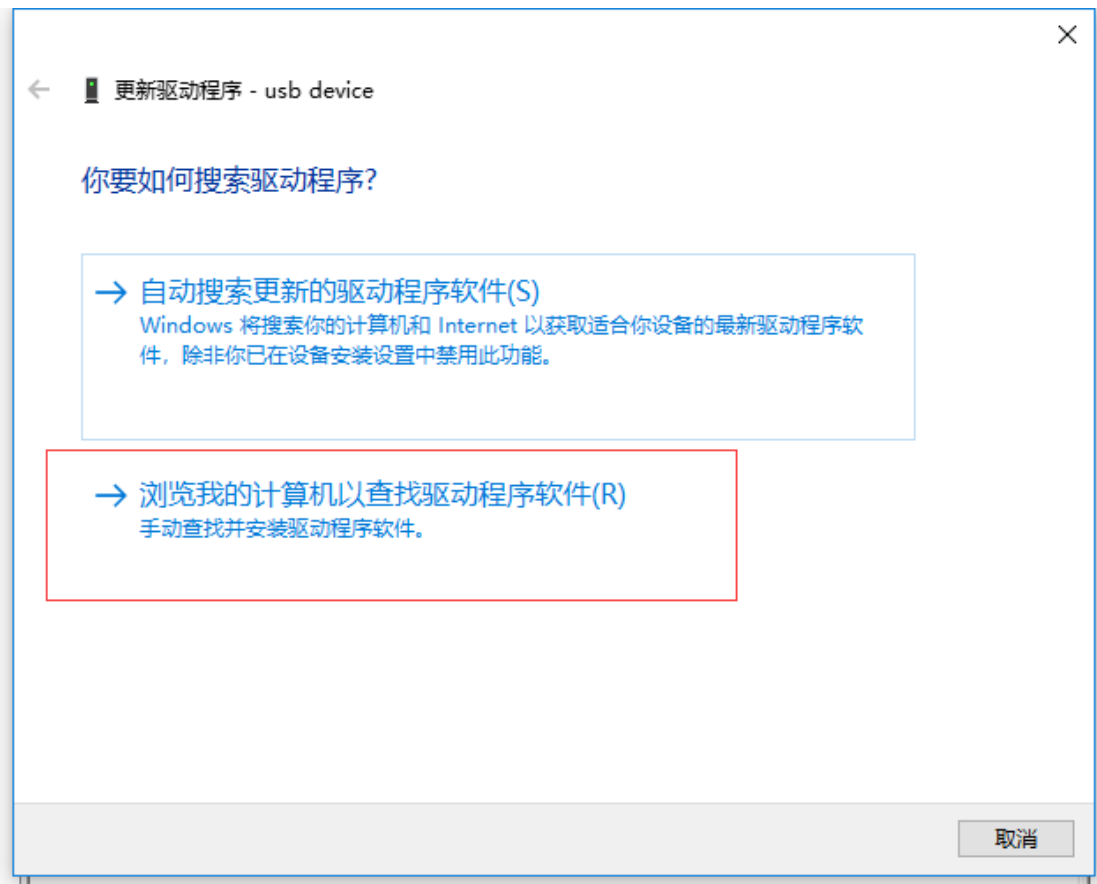 更新驱动程序 - usb device
你要如何搜索驱动程序?
自动搜索更新的驱动程序软件(S)
Windows 将搜索你的计算机和 Internet 以获取适合你设备的最新驱动程序软
件，除非你已在设备安装设置中禁用此功能。
浏览我的计算机以查找驱动程序软件(R)
手动查找并安装驱动程序软件。
取消